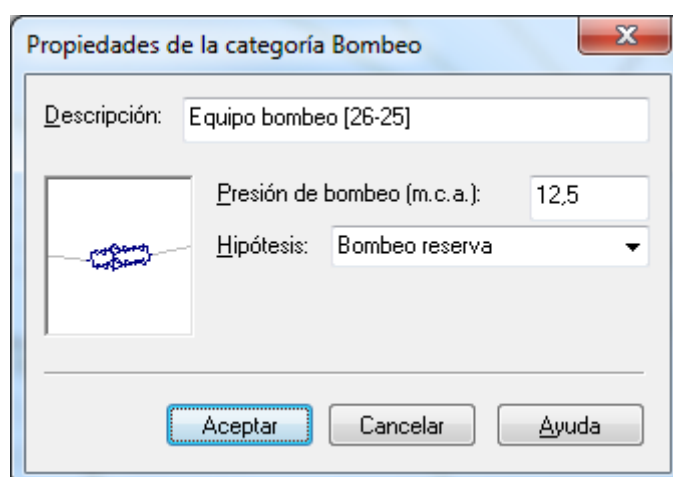 Propiedades de la categoría Bombeo
Descripción: Equipo bombeo [26-25]
Presión de bombeo (m.c.a.): 12,5
Hipótesis: Bombeo reserva
Aceptar Cancelar Ayuda